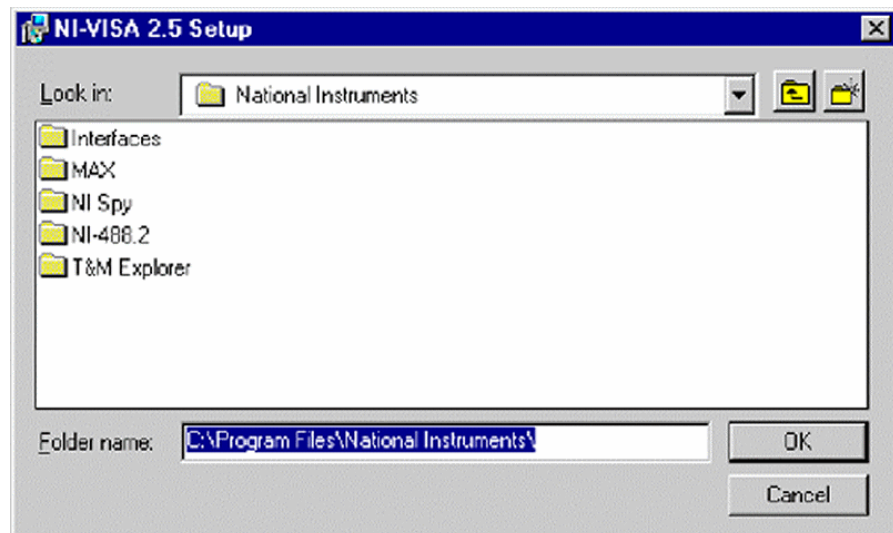 NI-VISA 2.5 Setup
Look in: National Instruments
Interfaces
MAX
NI Spy
NI-488.2
T&M Explorer
Folder name: C:\Program Files\National Instruments\ OK
Cancel